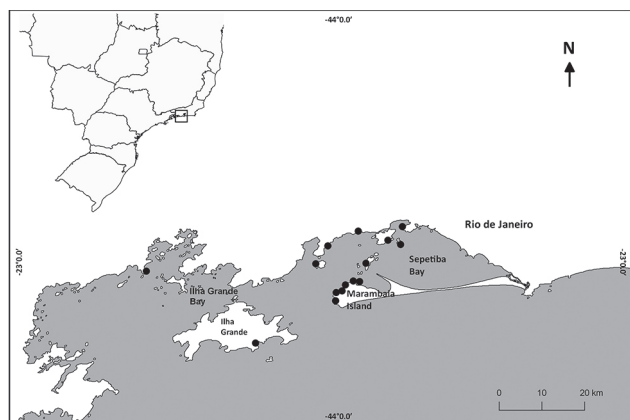 -44°0.0'
N
Rio de Janeiro
-23°0.0'
-23°0.0'
Sepetiba
Bay
Ilha Grande
Bay
Marambaia
Island
Ilha
Grande
0 10 20 km
-44°0.0'